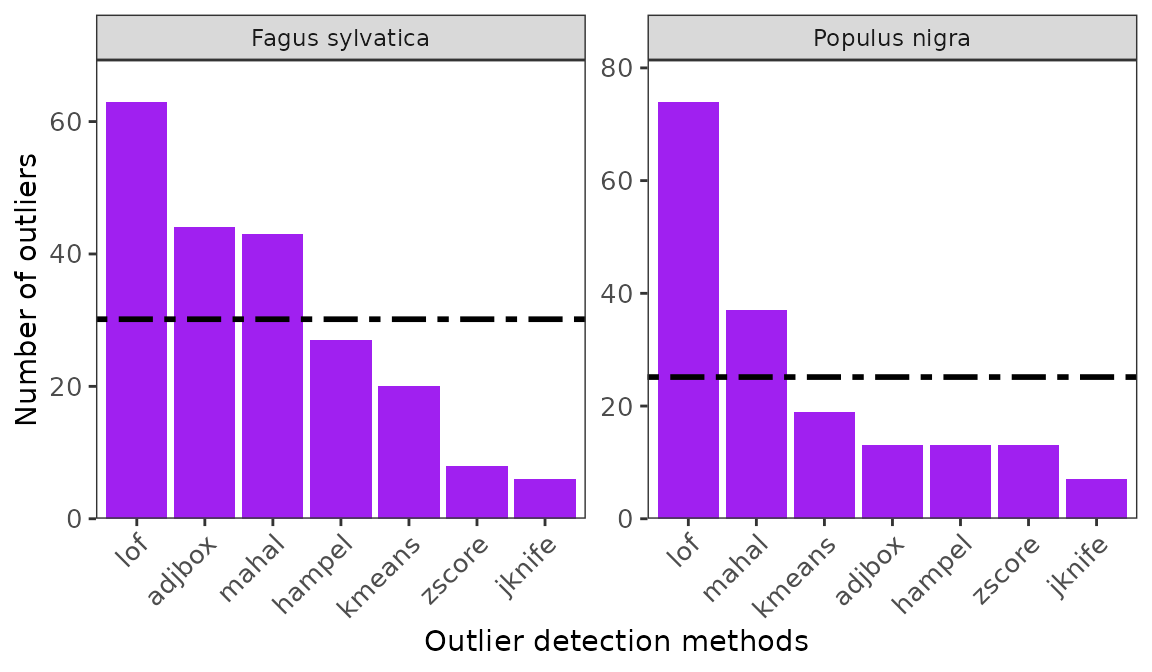 Fagus sylvatica
Populus nigra
Number of outliers
60
40
20
0
80
60
40
20
0
lof
adjbox
mahal
hampel
kmeans
zscore
jknife
lof
mahal
kmeans
adjbox
hampel
zscore
jknife
Outlier detection methods